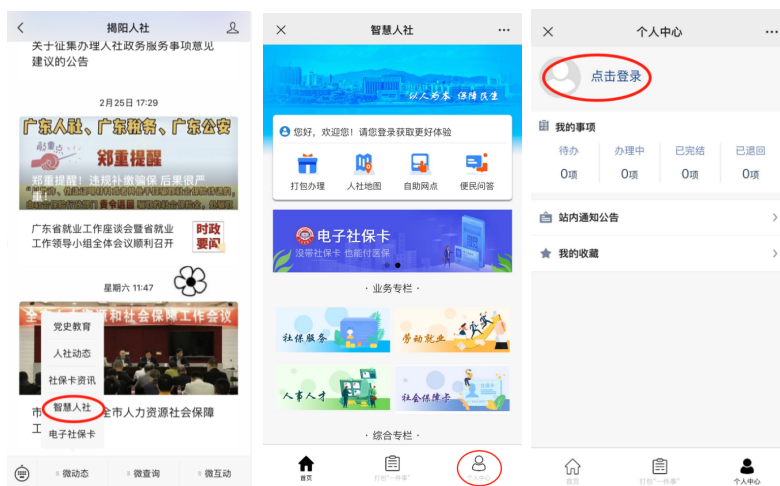 揭阳人社
关于征集办理人社政务服务事项意见
建议的公告
2月25日 17:29
广东人社、广东税务、广东公安
郑重提醒
郑重提醒！违规补缴骗保 后果很严
重！
广东省就业工作座谈会暨省就业
工作领导小组全体会议顺利召开
时政
要闻
星期六 11:47
党史教育
人社动态
社保卡资讯
智慧人社
电子社保卡
全市人力资源社会保障
微动态
微查询
微互动
智慧人社
以人为本 保障民生
您好，欢迎您！请您登录获取更好体验
打包办理
人社地图
自助网点
便民问答
电子社保卡
没带社保卡 也能付医保
· 业务专栏 ·
社保服务
劳动就业
人事人才
社会保障卡
· 综合专栏 ·
首页
打包“一件事”
个人中心
个人中心
点击登录
我的事项
待办
办理中
已完结
已退回
0项
0项
0项
0项
站内通知公告
我的收藏
首页
打包“一件事”
个人中心